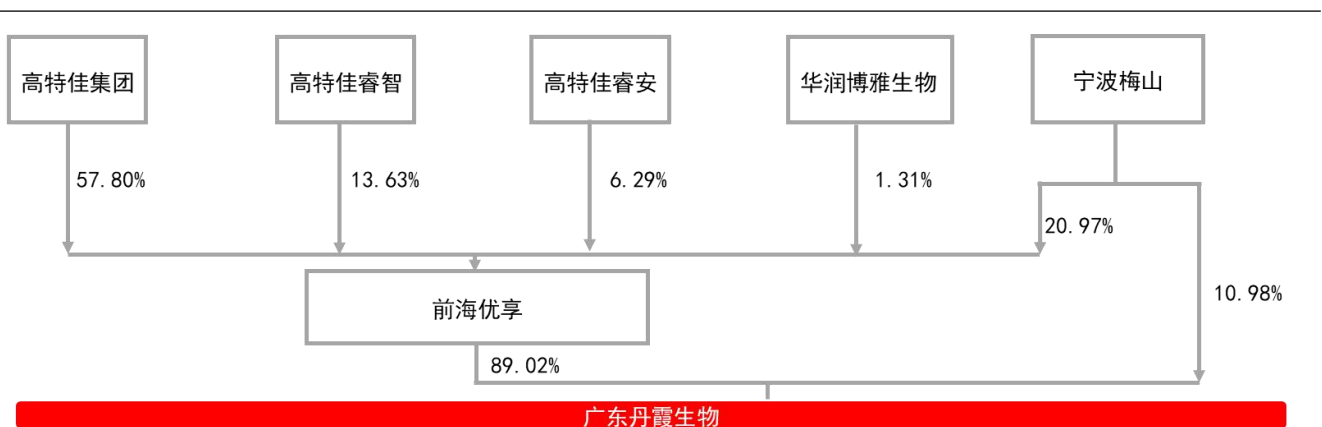 高特佳集团
高特佳睿智
高特佳睿安
华润博雅生物
宁波梅山
57.80%
13.63%
6.29%
1.31%
20.97%
10.98%
前海优享
89.02%
广东丹霞生物